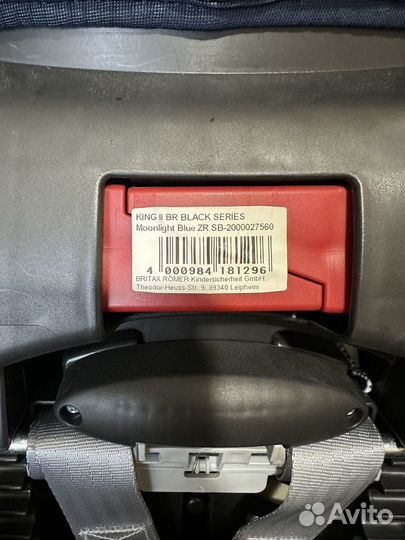 KING II BR BLACK SERIES
Moonlight Blue ZR SB-2000027560
4 000984 181296
BRITAX RÖMER Kindersicherheit GmbH,
Theodor-Heuss-Str. 9, 89340 Leipheim
Avito